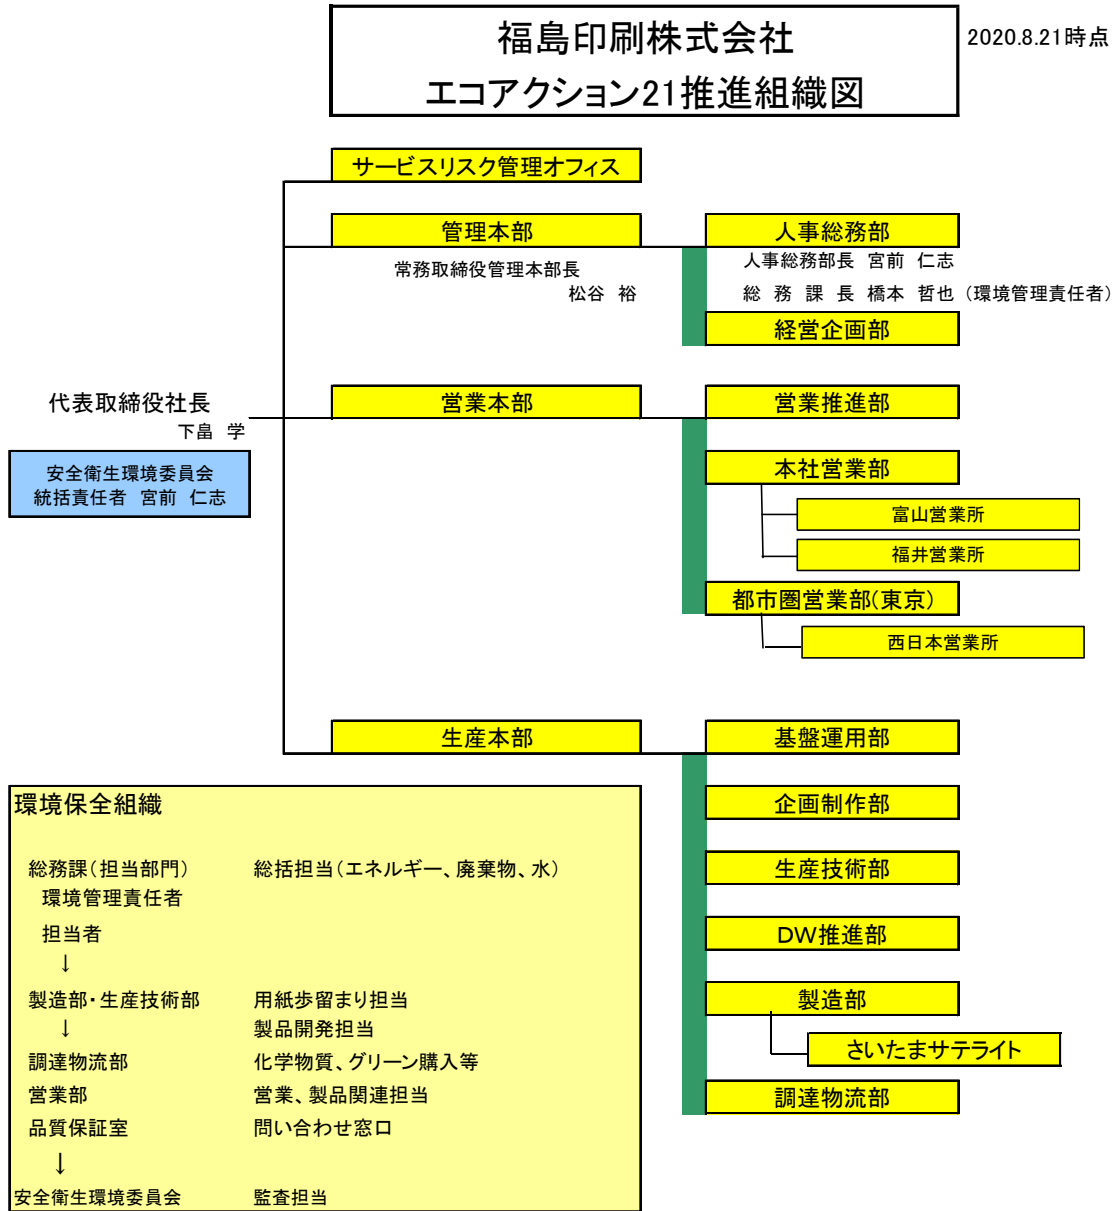 福島印刷株式会社
エコアクション21推進組織図
2020.8.21時点
サービスリスク管理オフィス
管理本部
常務取締役管理本部長
松谷 裕
人事総務部
人事総務部長 宮前 仁志
総 務 課 長 橋本 哲也 (環境管理責任者)
経営企画部
代表取締役社長
下畠 学
安全衛生環境委員会
統括責任者 宮前 仁志
営業本部
営業推進部
本社営業部
富山営業所
福井営業所
都市圏営業部(東京)
西日本営業所
生産本部
基盤運用部
企画制作部
生産技術部
DW推進部
製造部
さいたまサテライト
調達物流部
環境保全組織
総務課(担当部門) 総括担当(エネルギー、廃棄物、水)
環境管理責任者
担当者
↓
製造部・生産技術部 用紙歩留まり担当
↓ 製品開発担当
調達物流部 化学物質、グリーン購入等
営業部 営業、製品関連担当
品質保証室 問い合わせ窓口
↓
安全衛生環境委員会 監査担当